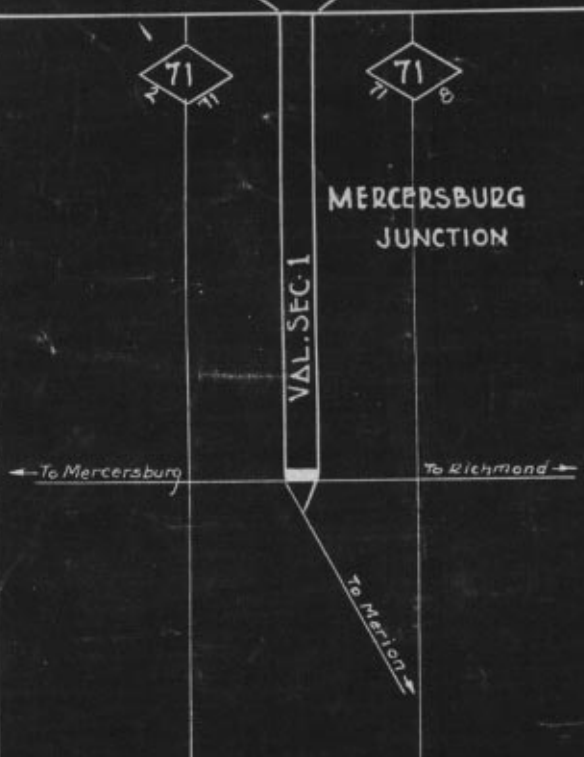 71
2 71
71
71 8
MERCERSBURG
JUNCTION
VAL. SEC. 1
To Mercersburg
To Richmond
To Merion